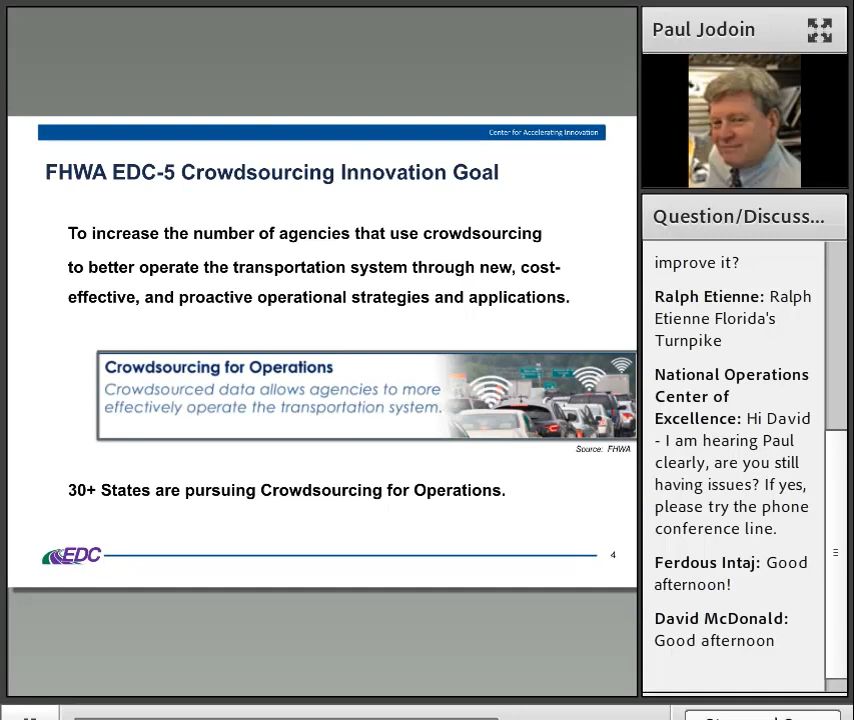 Paul Jodoin
Center for Accelerating Innovation
FHWA EDC-5 Crowdsourcing Innovation Goal
To increase the number of agencies that use crowdsourcing
to better operate the transportation system through new, cost-
effective, and proactive operational strategies and applications.
Crowdsourcing for Operations
Crowdsourced data allows agencies to more
effectively operate the transportation system.
Source: FHWA
30+ States are pursuing Crowdsourcing for Operations.
EDC
4
Question/Discuss...
improve it?
Ralph Etienne: Ralph
Etienne Florida's
Turnpike
National Operations
Center of
Excellence: Hi David
- I am hearing Paul
clearly, are you still
having issues? If yes,
please try the phone
conference line.
Ferdous Intaj: Good
afternoon!
David McDonald:
Good afternoon